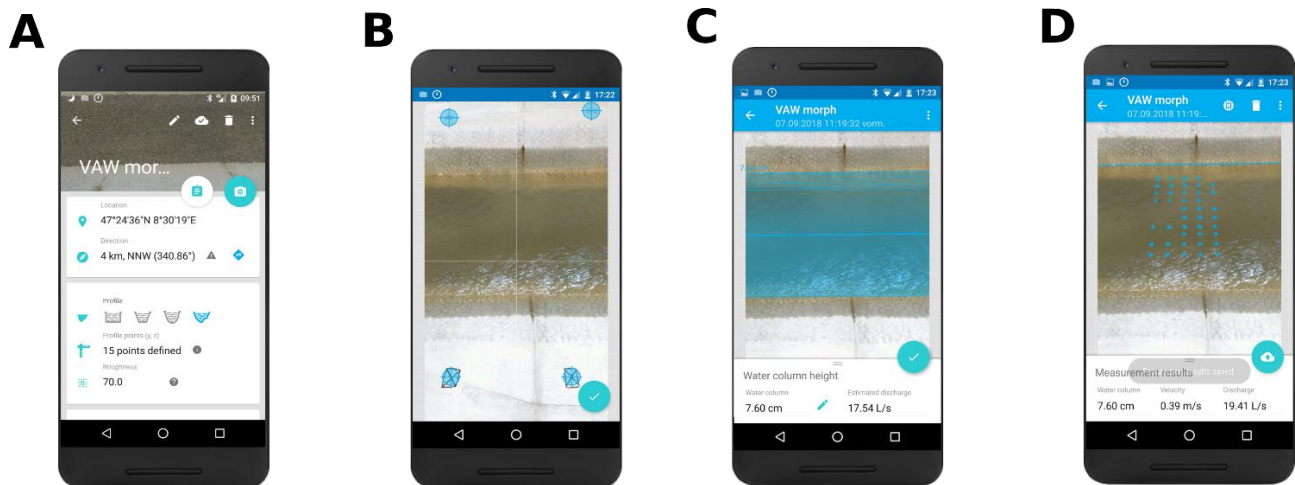 A
B
C
D
09:51
VAW mor...
Location
47°24'36"N 8°30'19"E
Direction
4 km, NNW (340.86°)
Profile
Profile points (y, z)
15 points defined
Roughness
70.0
17:22
17:23
VAW morph
07.09.2018 11:19:32 vorm.
Water column height
Water column
Estimated discharge
7.60 cm
17.54 L/s
17:23
VAW morph
07.09.2018 11:19:...
results saved
Measurement results
Water column
Velocity
Discharge
7.60 cm
0.39 m/s
19.41 L/s